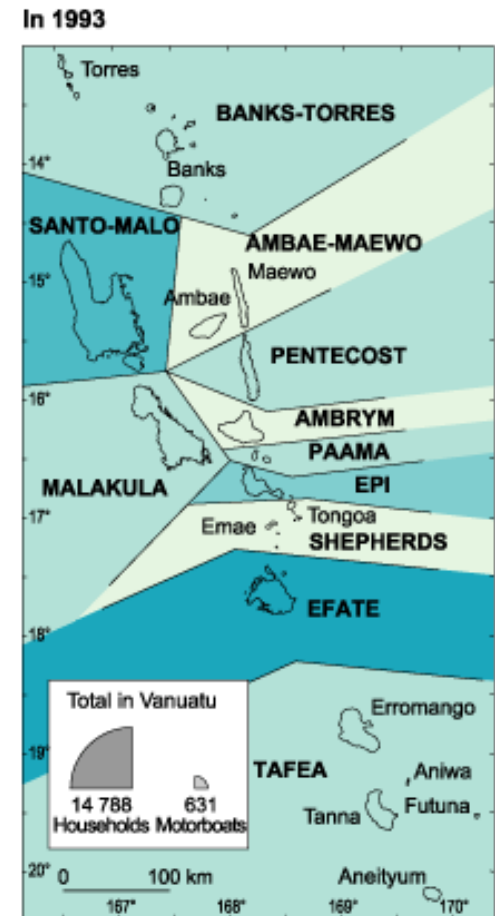 In 1993
Torres
BANKS-TORRES
14°
Banks
SANTO-MALO
AMBAE-MAEWO
15°
Maewo
Ambae
PENTECOST
16°
AMBRYM
PAAMA
MALAKULA
EPI
17°
Tongoa
Emae
SHEPHERDS
EFATE
18°
Total in Vanuatu
14 788 631
Households Motorboats
Erromango
19°
TAFEA
Aniwa
Tanna
Futuna
20°
0 100 km
Aneityum
167° 168° 169° 170°